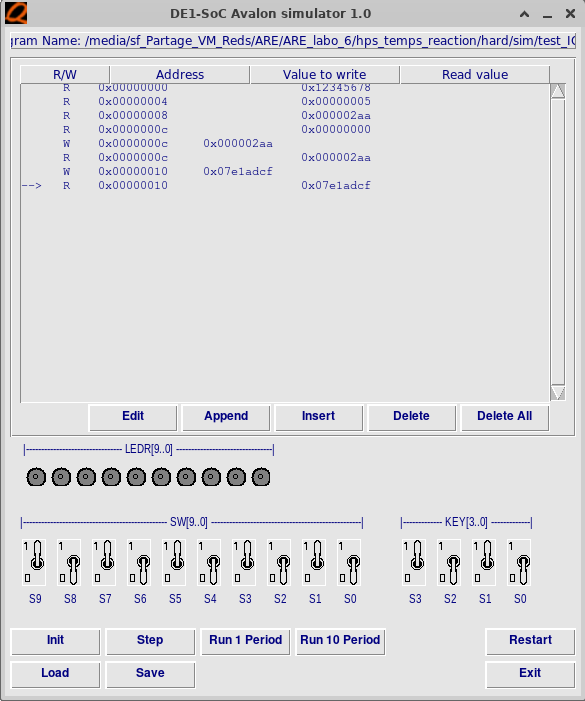 DE1-SoC Avalon simulator 1.0
gram Name: /media/sf_Partage_VM_Reds/ARE/ARE_labo_6/hps_temps_reaction/hard/sim/test_IO
R/W Address Value to write Read value
R 0x00000000 0x12345678
R 0x00000004 0x00000005
R 0x00000008 0x000002aa
R 0x0000000c 0x00000000
W 0x0000000c 0x000002aa
R 0x0000000c 0x000002aa
W 0x00000010 0x07e1adcf
--> R 0x00000010 0x07e1adcf
Edit Append Insert Delete Delete All
|------------------------------- LEDR[9..0] -------------------------------|
|----------------------------------------------- SW[9..0] -------------------------------------------------| |------------ KEY[3..0] ------------|
1 1 1 1 1 1 1 1 1 1 1 1 1 1
0 0 0 0 0 0 0 0 0 0 0 0 0 0
S9 S8 S7 S6 S5 S4 S3 S2 S1 S0 S3 S2 S1 S0
Init Step Run 1 Period Run 10 Period Restart
Load Save Exit